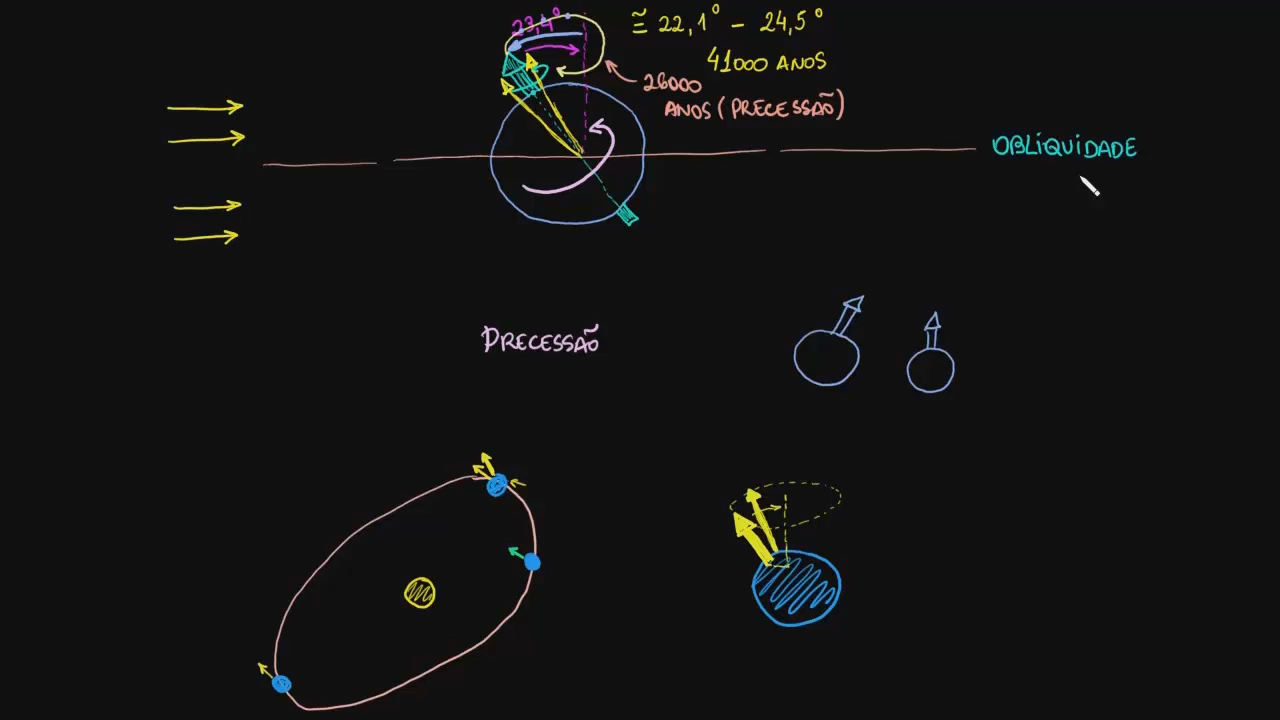 23,4°
≅ 22,1° - 24,5°
41000 ANOS
26000
ANOS (PRECESSÃO)
OBLIQUIDADE
PRECESSÃO